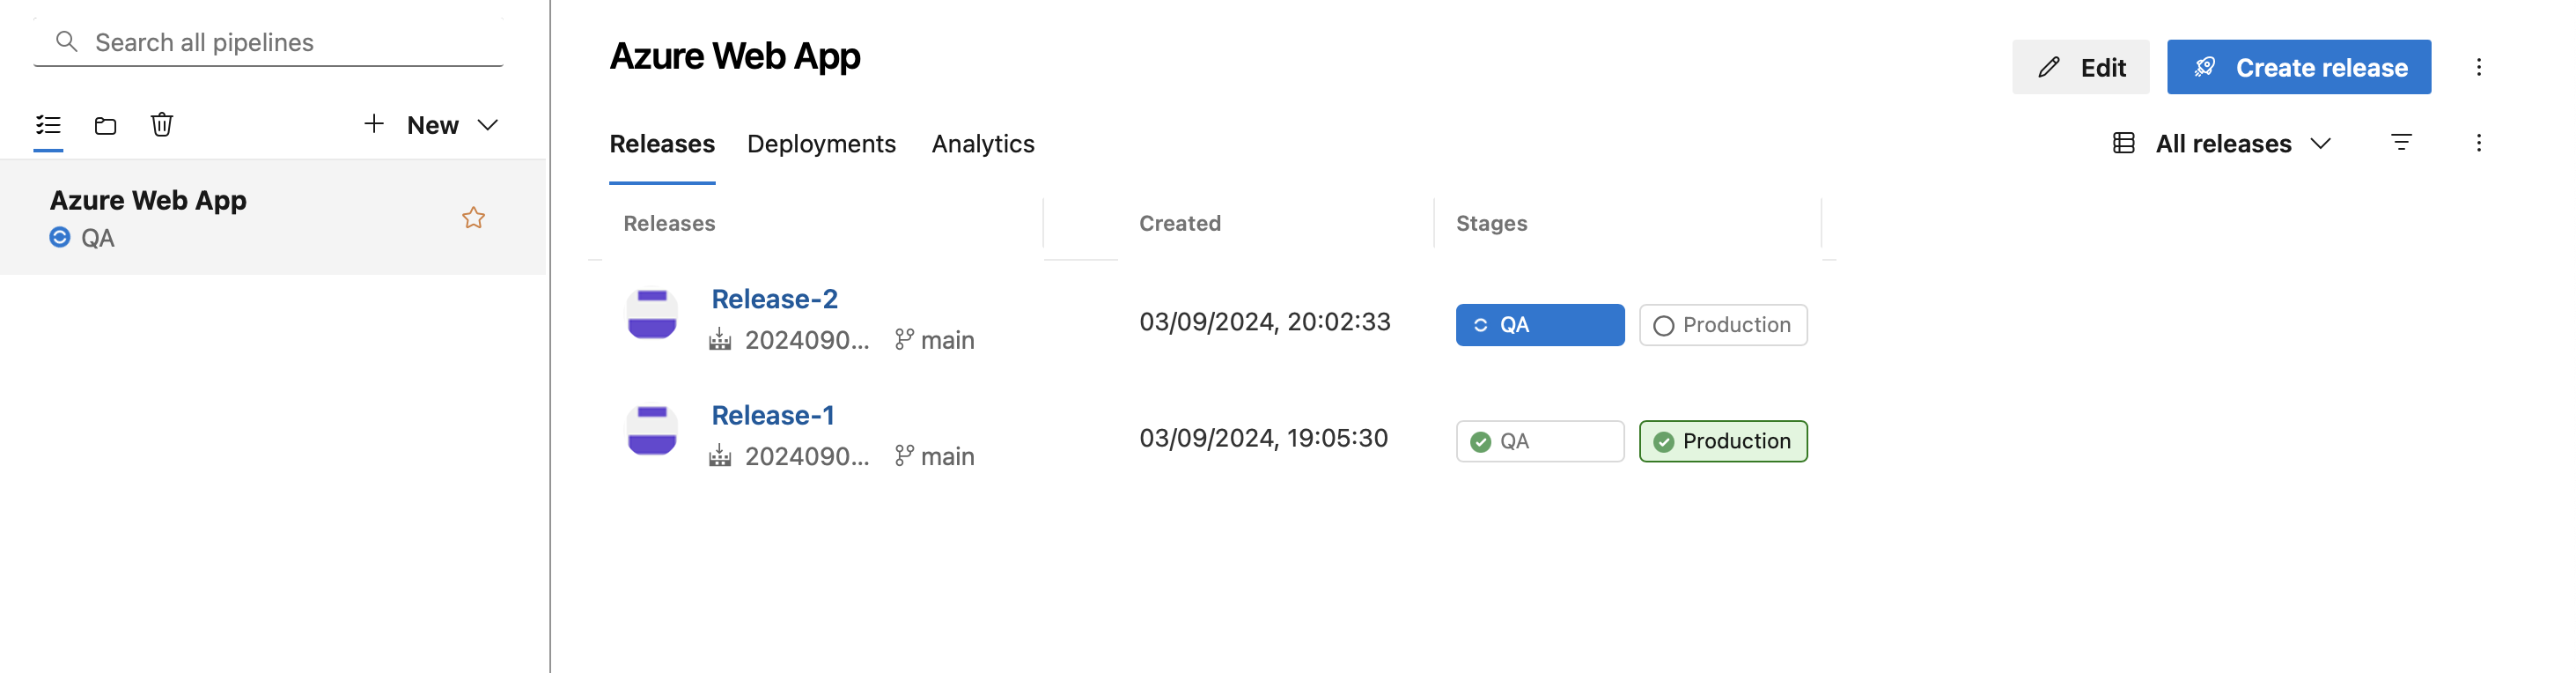 Search all pipelines
New
Azure Web App
QA
Azure Web App
Edit
Create release
Releases
Deployments
Analytics
All releases
Releases
Created
Stages
Release-2
2024090...
main
03/09/2024, 20:02:33
QA
Production
Release-1
2024090...
main
03/09/2024, 19:05:30
QA
Production